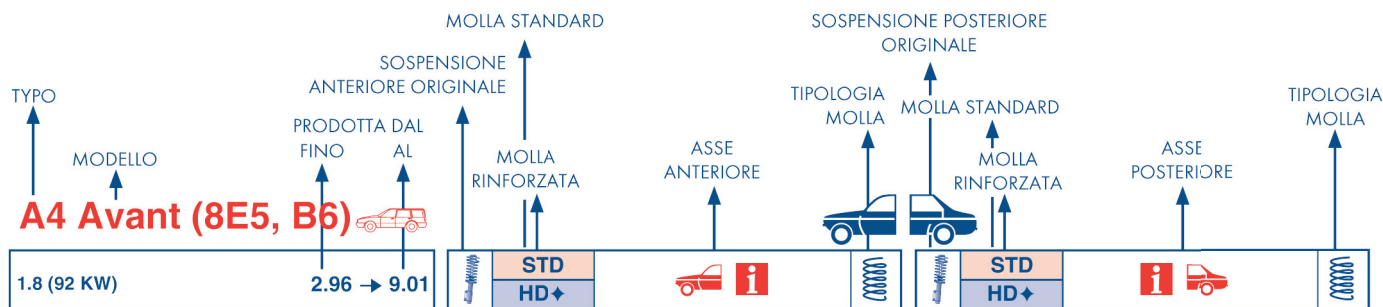 MOLLA STANDARD
SOSPENSIONE POSTERIORE
ORIGINALE
SOSPENSIONE
ANTERIORE ORIGINALE
TYPO
MODELLO
PRODOTTA DAL
FINO AL
MOLLA
RINFORZATA
ASSE
ANTERIORE
TIPOLOGIA
MOLLA
MOLLA STANDARD
MOLLA
RINFORZATA
ASSE
POSTERIORE
TIPOLOGIA
MOLLA
A4 Avant (8E5, B6)
1.8 (92 KW) 2.96 → 9.01
STD
HD✦
i
STD
HD✦
i